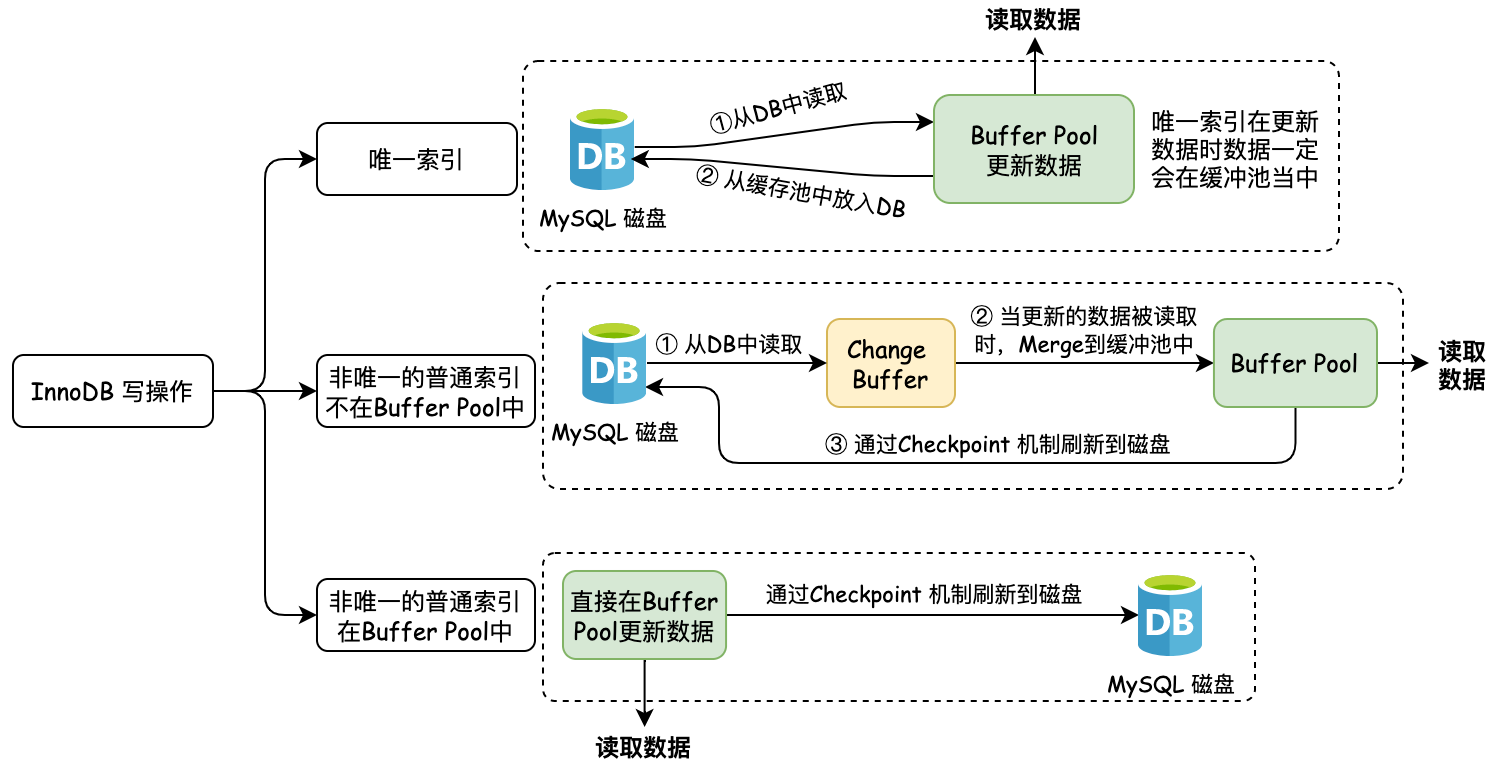 读取数据
①从DB中读取
DB
MySQL 磁盘
② 从缓存池中放入DB
Buffer Pool
更新数据
唯一索引在更新
数据时数据一定
会在缓冲池当中
唯一索引
InnoDB 写操作
非唯一的普通索引
不在Buffer Pool中
DB
MySQL 磁盘
① 从DB中读取
Change
Buffer
② 当更新的数据被读取
时，Merge到缓冲池中
Buffer Pool
读取
数据
③ 通过Checkpoint 机制刷新到磁盘
非唯一的普通索引
在Buffer Pool中
直接在Buffer
Pool更新数据
通过Checkpoint 机制刷新到磁盘
DB
MySQL 磁盘
读取数据